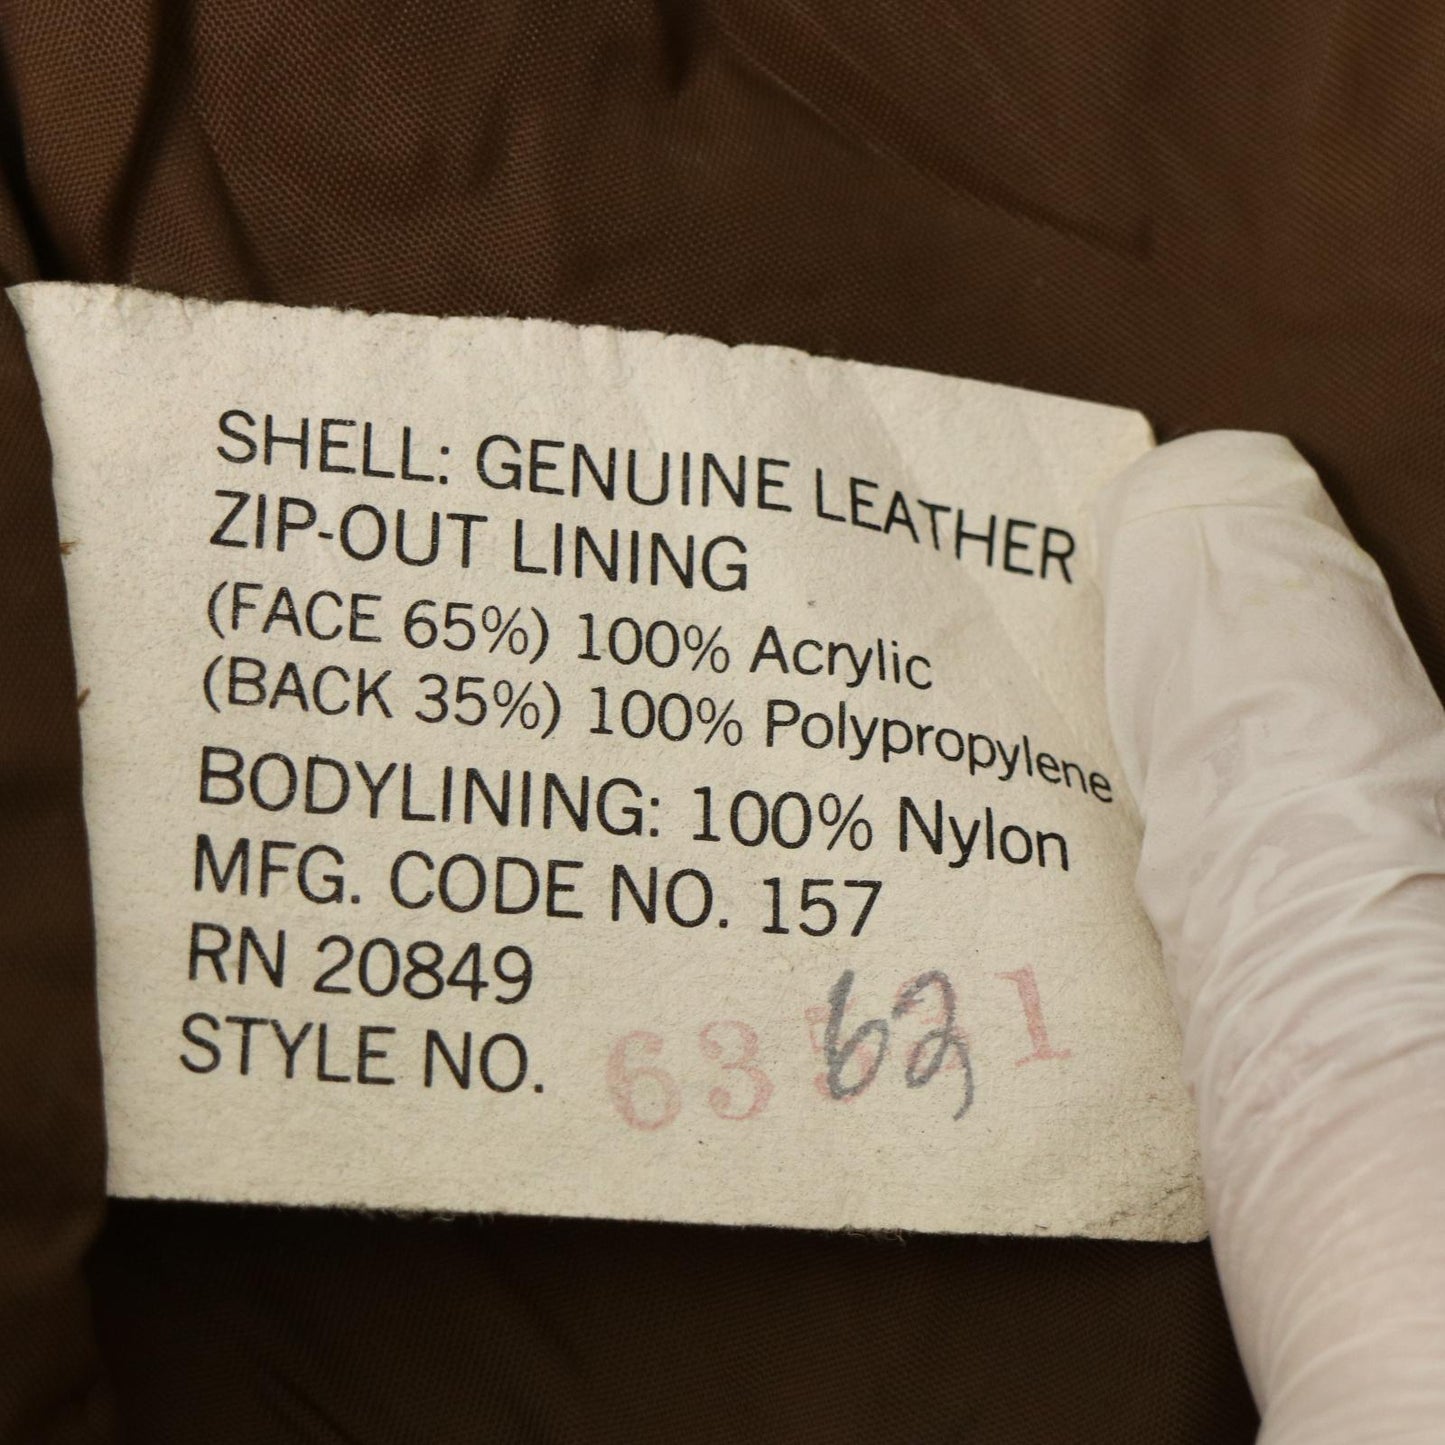 SHELL: GENUINE LEATHER
ZIP-OUT LINING
(FACE 65%) 100% Acrylic
(BACK 35%) 100% Polypropylene
BODYLINING: 100% Nylon
MFG. CODE NO. 157
RN 20849
STYLE NO. 62